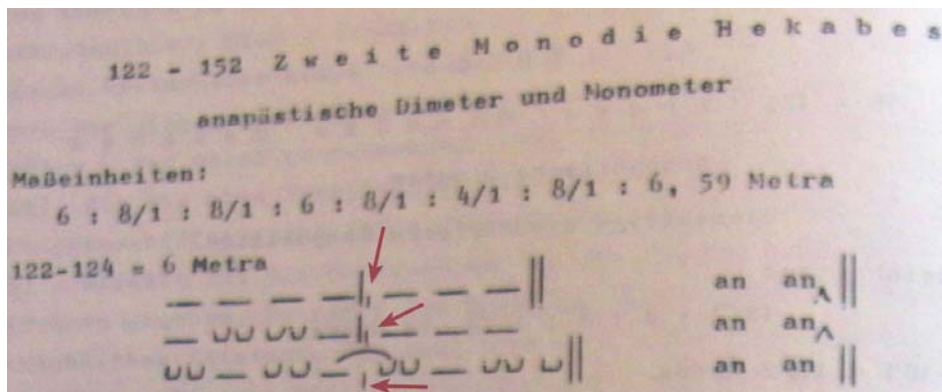 122 - 152 Zweite Monodie Hekabes
anapästische Dimeter und Monometer
Maßeinheiten:
6 : 8/1 : 8/1 : 6 : 8/1 : 4/1 : 8/1 : 6, 59 Metra
122-124 = 6 Metra
— — — — |, — — — — || an an‸ ||
— ∪∪ ∪∪ — |, — — — — an an‸
∪∪ — ∪∪ — ¦ ∪∪ — ∪∪ ∪ || an an ||